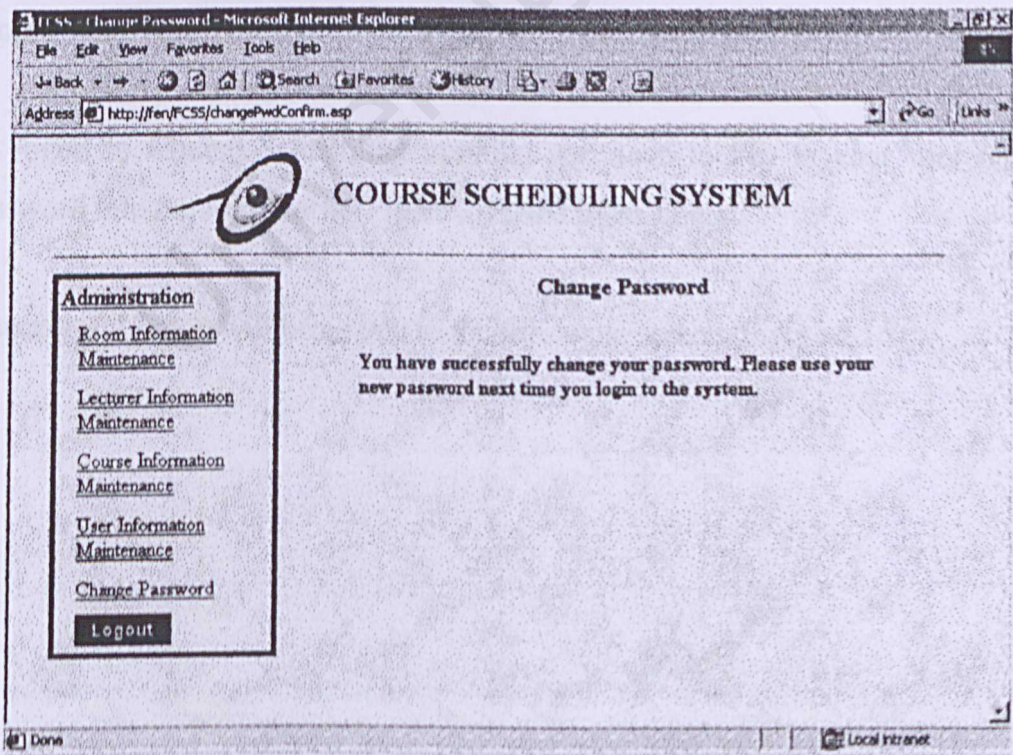 FCSS - Change Password - Microsoft Internet Explorer
File Edit View Favorites Tools Help
Back Search Favorites History
Address http://fen/FCSS/changePwdConfirm.asp Go Links »
COURSE SCHEDULING SYSTEM
Administration
Room Information
Maintenance
Lecturer Information
Maintenance
Course Information
Maintenance
User Information
Maintenance
Change Password
Logout
Change Password
You have successfully change your password. Please use your
new password next time you login to the system.
Done Local intranet